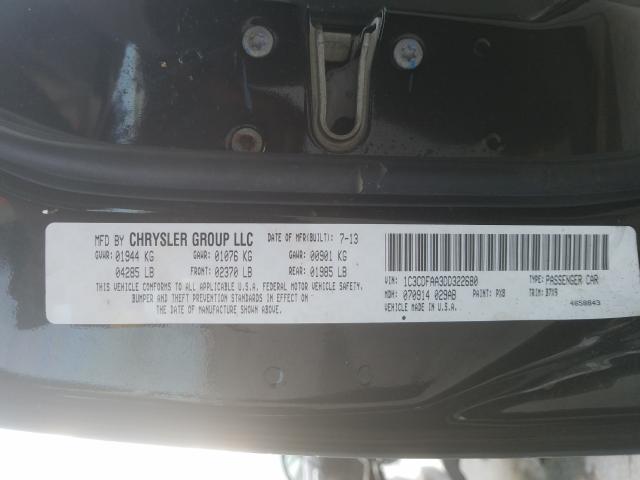 MFD BY CHRYSLER GROUP LLC DATE OF MFR(BUILT): 7-13
GVWR: 01944 KG GAWR: 01076 KG GAWR: 00901 KG
04285 LB FRONT: 02370 LB REAR: 01985 LB
THIS VEHICLE CONFORMS TO ALL APPLICABLE U.S.A. FEDERAL MOTOR VEHICLE SAFETY,
BUMPER AND THEFT PREVENTION STANDARDS IN EFFECT ON
THE DATE OF MANUFACTURE SHOWN ABOVE.
VIN: 1C3CDFAA3DD322680 TYPE: PASSENGER CAR
MDH: 070914 029AB PAINT: PX8 TRIM: B7X9
VEHICLE MADE IN U.S.A. 4658843